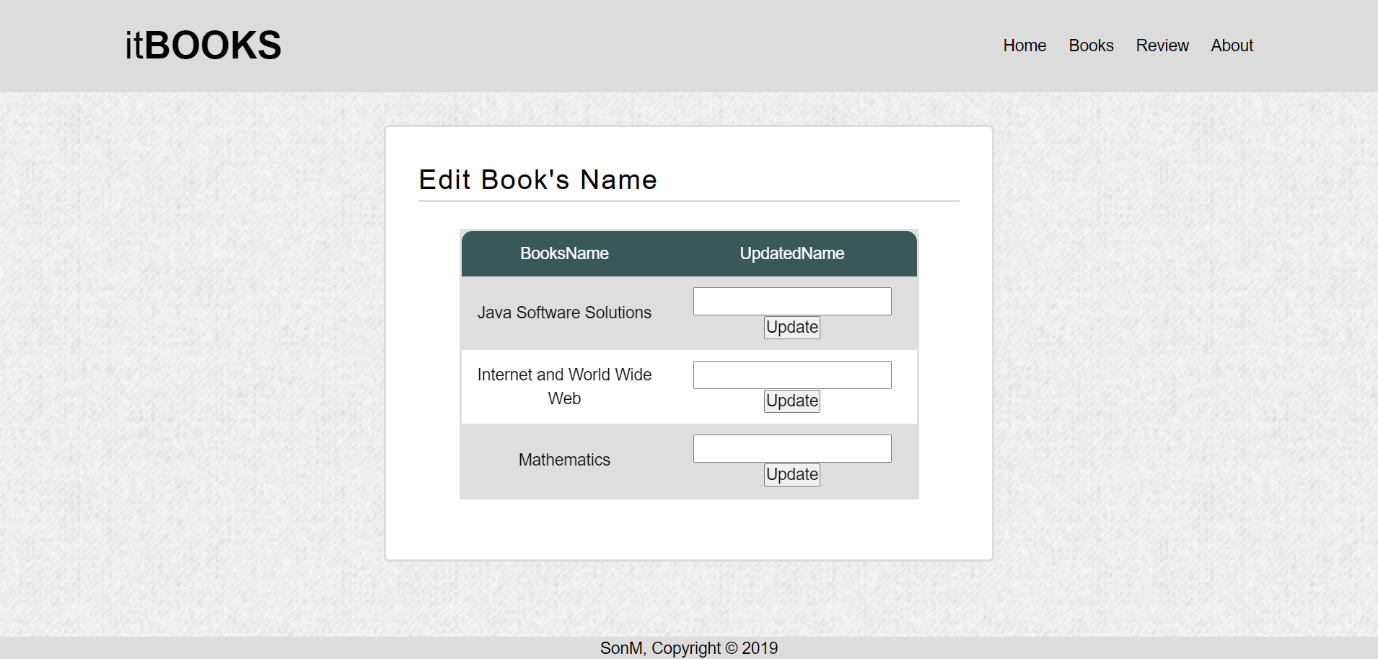 itBOOKS
Home Books Review About
Edit Book's Name
BooksName UpdatedName
Java Software Solutions
Update
Internet and World Wide
Web
Update
Mathematics
Update
SonM, Copyright © 2019